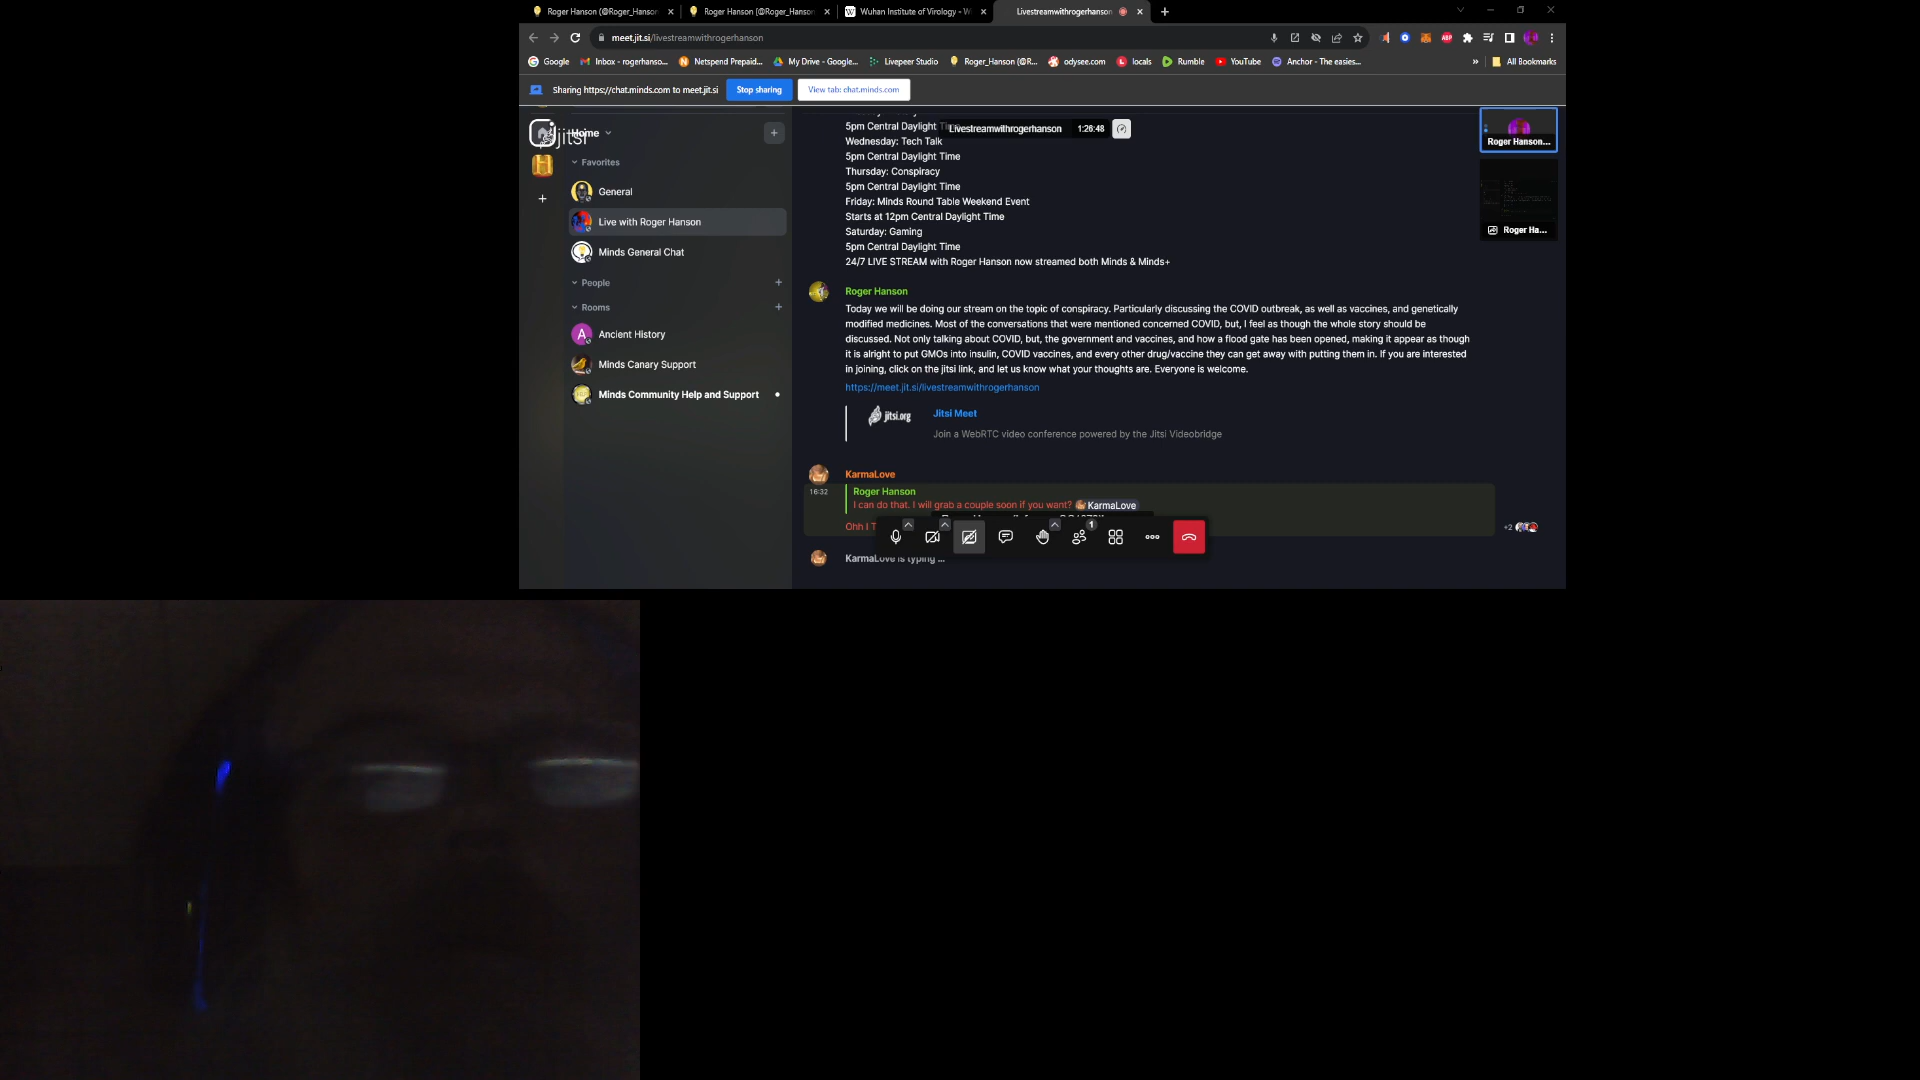 Roger Hanson (@Roger_Hanson
Roger Hanson (@Roger_Hanson
Wuhan Institute of Virology - W
Livestreamwithrogerhanson
meet.jit.si/livestreamwithrogerhanson
ABP
Google
Inbox - rogerhanso...
Netspend Prepaid...
My Drive - Google...
Livepeer Studio
Roger_Hanson (@R...
odysee.com
locals
Rumble
YouTube
Anchor - The easies...
All Bookmarks
Sharing https://chat.minds.com to meet.jit.si
Stop sharing
View tab: chat.minds.com
jitsi
Home
Favorites
General
Live with Roger Hanson
Minds General Chat
People
Rooms
A
Ancient History
Minds Canary Support
Minds Community Help and Support
Livestreamwithrogerhanson
1:26:48
5pm Central Daylight
Wednesday: Tech Talk
5pm Central Daylight Time
Thursday: Conspiracy
5pm Central Daylight Time
Friday: Minds Round Table Weekend Event
Starts at 12pm Central Daylight Time
Saturday: Gaming
5pm Central Daylight Time
24/7 LIVE STREAM with Roger Hanson now streamed both Minds & Minds+
Roger Hanson
Today we will be doing our stream on the topic of conspiracy. Particularly discussing the COVID outbreak, as well as vaccines, and genetically
modified medicines. Most of the conversations that were mentioned concerned COVID, but, I feel as though the whole story should be
discussed. Not only talking about COVID, but, the government and vaccines, and how a flood gate has been opened, making it appear as though
it is alright to put GMOs into insulin, COVID vaccines, and every other drug/vaccine they can get away with putting them in. If you are interested
in joining, click on the jitsi link, and let us know what your thoughts are. Everyone is welcome.
https://meet.jit.si/livestreamwithrogerhanson
jitsi.org
Jitsi Meet
Join a WebRTC video conference powered by the Jitsi Videobridge
KarmaLove
16:32
Roger Hanson
I can do that. I will grab a couple soon if you want? KarmaLove
Ohh I T
1
+2
KarmaLove is typing ...
Roger Hanson...
Roger Ha...